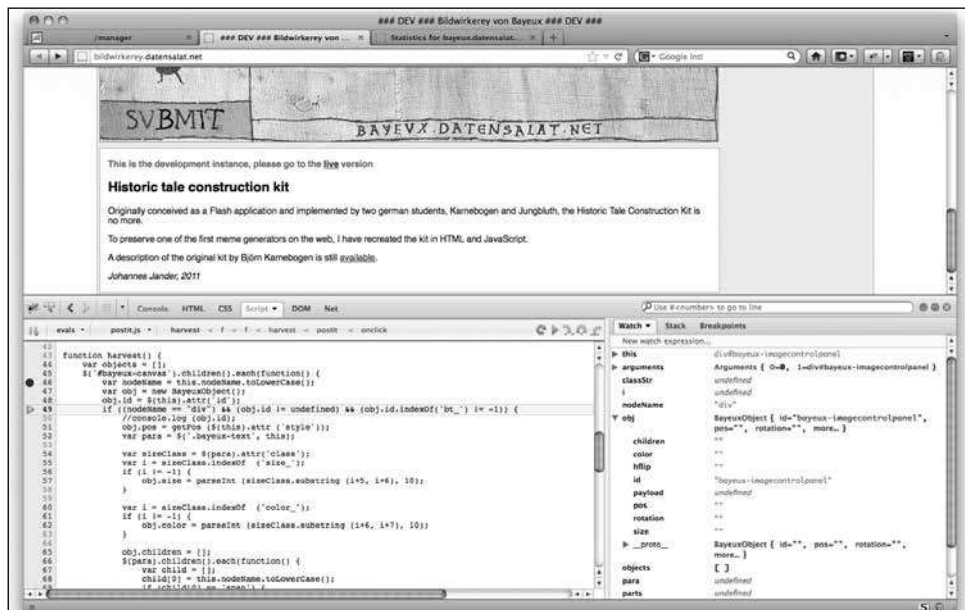 ### DEV ### Bildwirkerey von Bayeux ### DEV ###
/manager
### DEV ### Bildwirkerey von ...
Statistics for bayeux.datensalat...
bildwirkerey.datensalat.net
Google Intl
SVBMIT
BAYEVX·DATENSALAT·NET
This is the development instance, please go to the live version
Historic tale construction kit
Originally conceived as a Flash application and implemented by two german students, Karnebogen and Jungbluth, the Historic Tale Construction Kit is
no more.
To preserve one of the first meme generators on the web, I have recreated the kit in HTML and JavaScript.
A description of the original kit by Björn Karnebogen is still available.
Johannes Jander, 2011
Console HTML CSS Script DOM Net
Use #<number> to go to line
evals postit.js harvest < f < f < harvest < postit < onclick
Watch Stack Breakpoints
New watch expression...
42
43 function harvest() {
44 var objects = [];
45 $('#bayeux-canvas').children().each(function() {
46 var nodeName = this.nodeName.toLowerCase();
47 var obj = new BayeuxObject();
48 obj.id = $(this).attr('id');
49 if ((nodeName == "div") && (obj.id != undefined) && (obj.id.indexOf('bt_') != -1)) {
50 //console.log (obj.id);
51 obj.pos = getPos ($(this).attr ('style'));
52 var para = $('.bayeux-text', this);
53
54 var sizeClass = $(para).attr('class');
55 var i = sizeClass.indexOf ('size_');
56 if (i != -1) {
57 obj.size = parseInt (sizeClass.substring (i+5, i+6), 10);
58 }
59
60 var i = sizeClass.indexOf ('color_');
61 if (i != -1) {
62 obj.color = parseInt (sizeClass.substring (i+6, i+7), 10);
63 }
64
65 obj.children = [];
66 $(para).children().each(function() {
67 var child = [];
68 child[0] = this.nodeName.toLowerCase();
69 if (child[0] == 'span') {
this div#bayeux-imagecontrolpanel
arguments Arguments { 0=0, 1=div#bayeux-imagecontrolpanel }
classStr undefined
i undefined
nodeName "div"
obj BayeuxObject { id="bayeux-imagecontrolpanel",
pos="", rotation="", more... }
children ""
color ""
hflip ""
id "bayeux-imagecontrolpanel"
payload undefined
pos ""
rotation ""
size ""
__proto__ BayeuxObject { id="", pos="", rotation="",
more... }
objects [ ]
para undefined
parts undefined